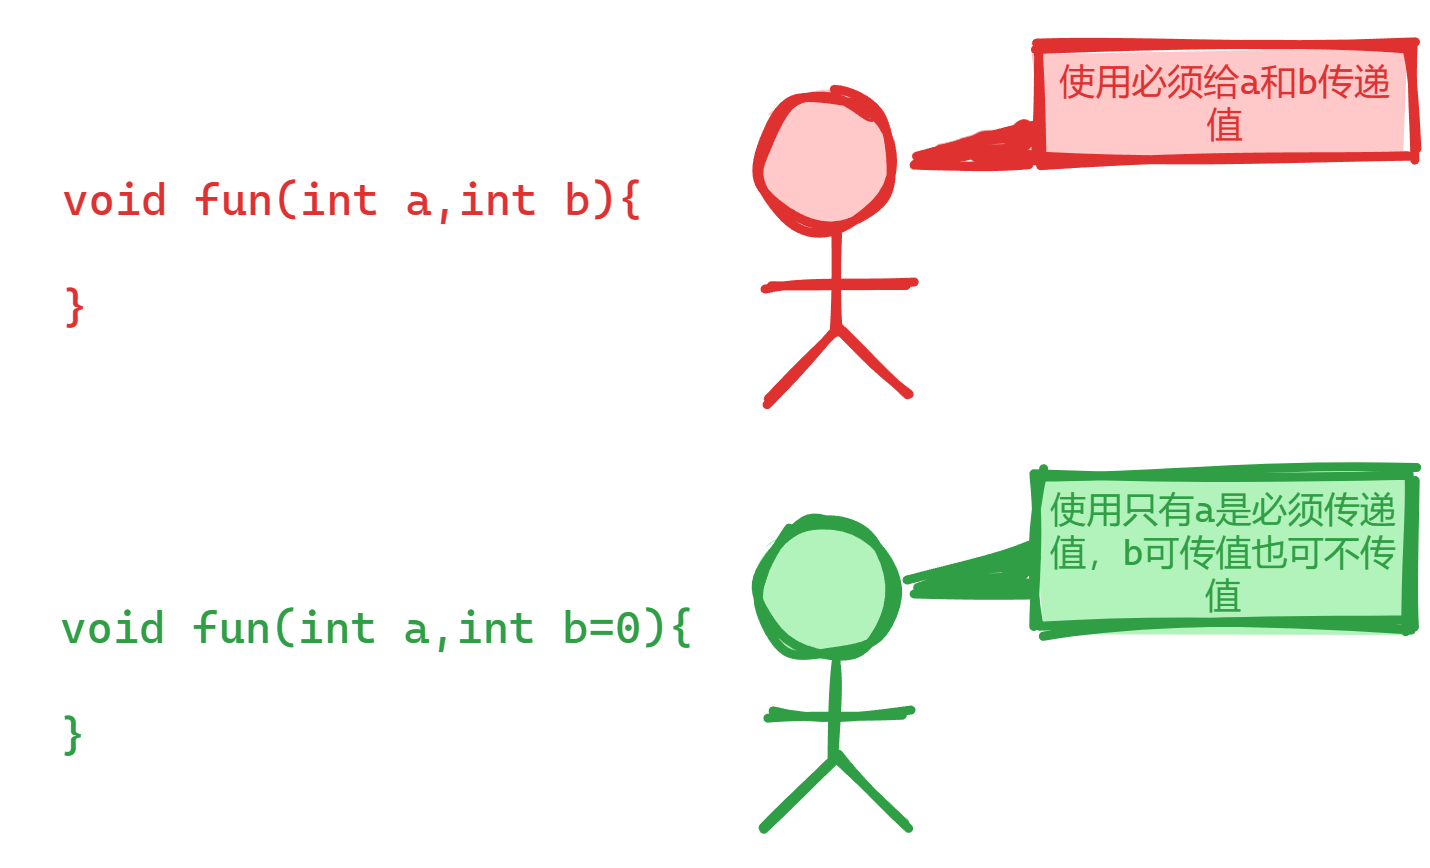 使用必须给a和b传递
值
void fun(int a,int b){
}
使用只有a是必须传递
值，b可传值也可不传
值
void fun(int a,int b=0){
}